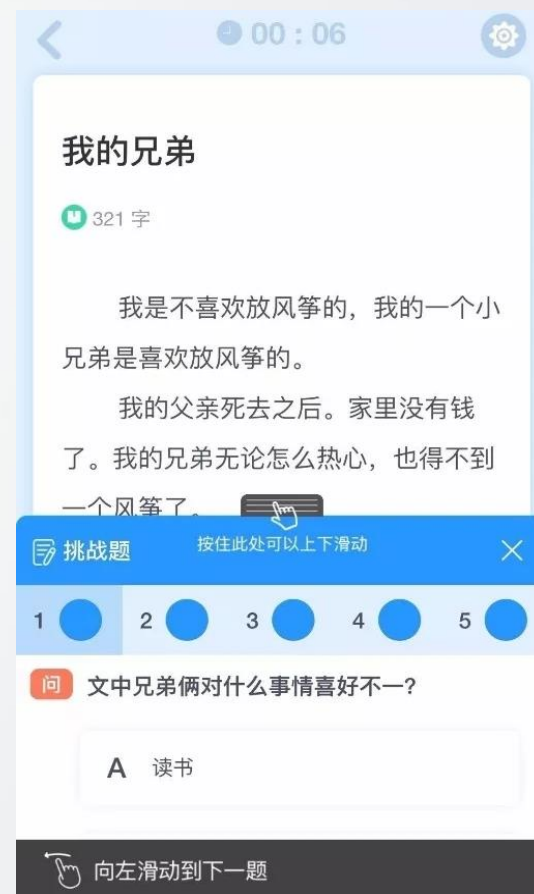 00 : 06
我的兄弟
321 字
我是不喜欢放风筝的，我的一个小
兄弟是喜欢放风筝的。
我的父亲死去之后。家里没有钱
了。我的兄弟无论怎么热心，也得不到
一个风筝了。
挑战题
按住此处可以上下滑动
1 2 3 4 5
问 文中兄弟俩对什么事情喜好不一?
A 读书
向左滑动到下一题